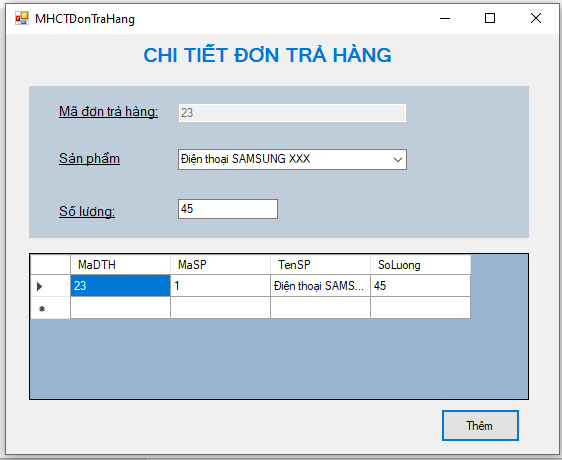 MHCTDonTraHang
CHI TIẾT ĐƠN TRẢ HÀNG
Mã đơn trả hàng: 23
Sản phẩm Điện thoại SAMSUNG XXX
Số lượng: 45
MaDTH MaSP TenSP SoLuong
23 1 Điện thoại SAMS... 45
Thêm